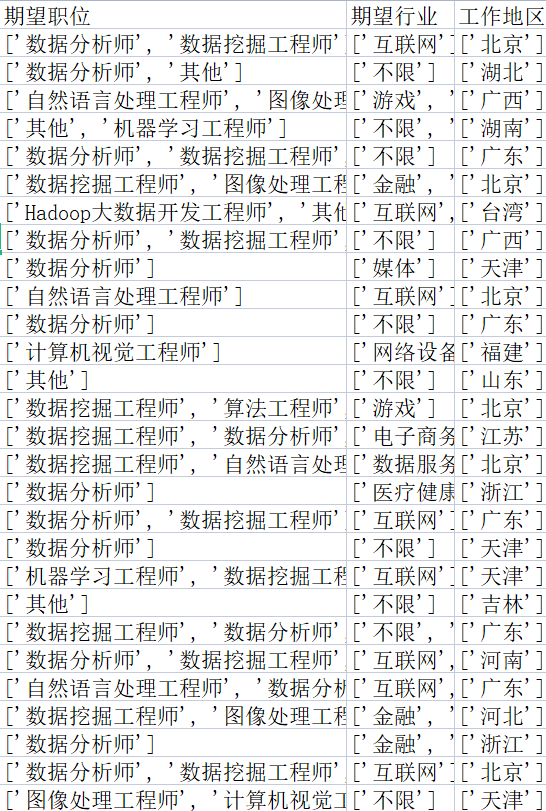 期望职位 期望行业 工作地区
['数据分析师', '数据挖掘工程师' ['互联网'] ['北京']
['数据分析师', '其他'] ['不限'] ['湖北']
['自然语言处理工程师', '图像处理 ['游戏', ' ['广西']
['其他', '机器学习工程师'] ['不限', ' ['湖南']
['数据分析师', '数据挖掘工程师' ['不限'] ['广东']
['数据挖掘工程师', '图像处理工程 ['金融', ' ['北京']
['Hadoop大数据开发工程师', '其他 ['互联网', ['台湾']
['数据分析师', '数据挖掘工程师' ['不限'] ['广西']
['数据分析师'] ['媒体'] ['天津']
['自然语言处理工程师'] ['互联网'] ['北京']
['数据分析师'] ['不限'] ['广东']
['计算机视觉工程师'] ['网络设备 ['福建']
['其他'] ['不限'] ['山东']
['数据挖掘工程师', '算法工程师' ['游戏'] ['北京']
['数据挖掘工程师', '数据分析师' ['电子商务 ['江苏']
['数据挖掘工程师', '自然语言处理 ['数据服务 ['北京']
['数据分析师'] ['医疗健康 ['浙江']
['数据分析师', '数据挖掘工程师' ['互联网'] ['广东']
['数据分析师'] ['不限'] ['天津']
['机器学习工程师', '数据挖掘工程 ['互联网'] ['天津']
['其他'] ['不限'] ['吉林']
['数据挖掘工程师', '数据分析师' ['不限', ' ['广东']
['数据分析师', '数据挖掘工程师' ['互联网', ['河南']
['自然语言处理工程师', '数据分析 ['互联网', ['广东']
['数据挖掘工程师', '图像处理工程 ['金融', ' ['河北']
['数据分析师'] ['金融', ' ['浙江']
['数据分析师', '数据挖掘工程师' ['互联网', ['北京']
['图像处理工程师', '计算机视觉工 ['不限'] ['天津']